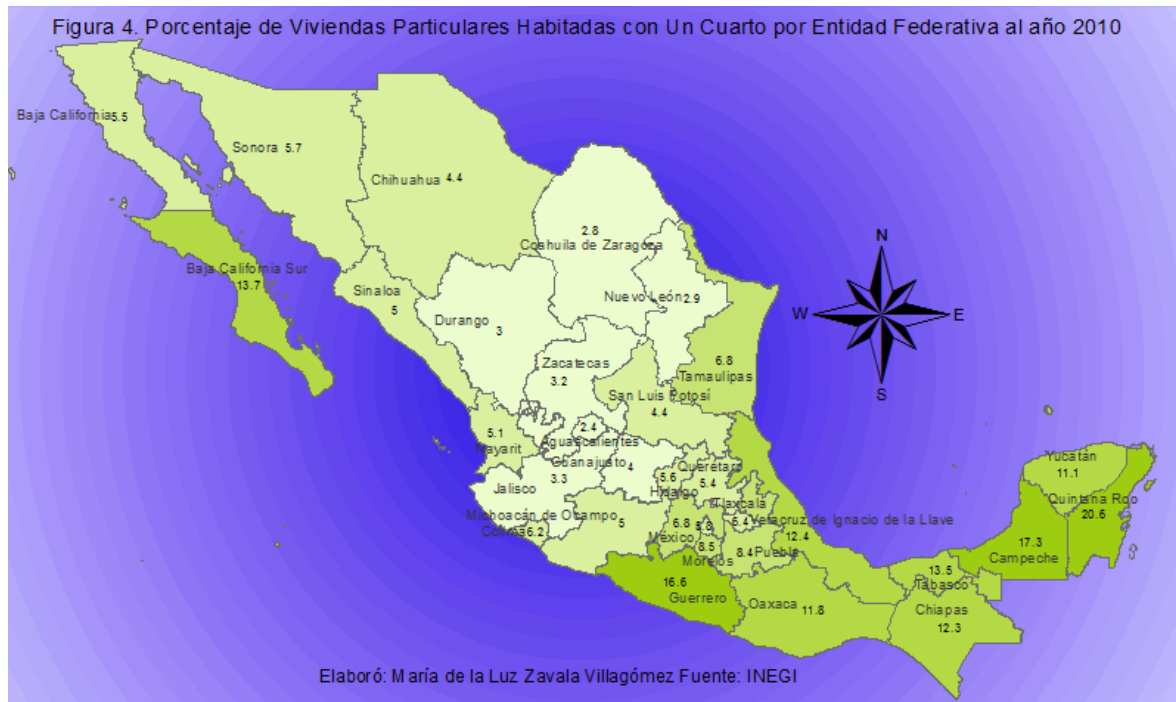 Figura 4. Porcentaje de Viviendas Particulares Habitadas con Un Cuarto por Entidad Federativa al año 2010
Baja California 5.5
Sonora 5.7
Chihuahua 4.4
2.8
Coahuila de Zaragoza
Baja California Sur
13.7
Sinaloa
5
Durango
3
Nuevo León 2.9
Zacatecas
3.2
6.8
Tamaulipas
San Luis Potosí
4.4
N
W
E
S
5.1
Nayarit
2.4
Aguascalientes
Guanajuato
4
3.3
Jalisco
Querétaro
5.6
5.4
Hidalgo
Michoacán de Ocampo
5
Colima 6.2
Tlaxcala
6.4
6.8
5.8
México
Veracruz de Ignacio de la Llave
12.4
8.5
Morelos
8.4
Puebla
Yucatán
11.1
Quintana Roo
20.6
17.3
Campeche
16.6
Guerrero
Oaxaca 11.8
13.5
Tabasco
Chiapas
12.3
Elaboró: María de la Luz Zavala Villagómez Fuente: INEGI